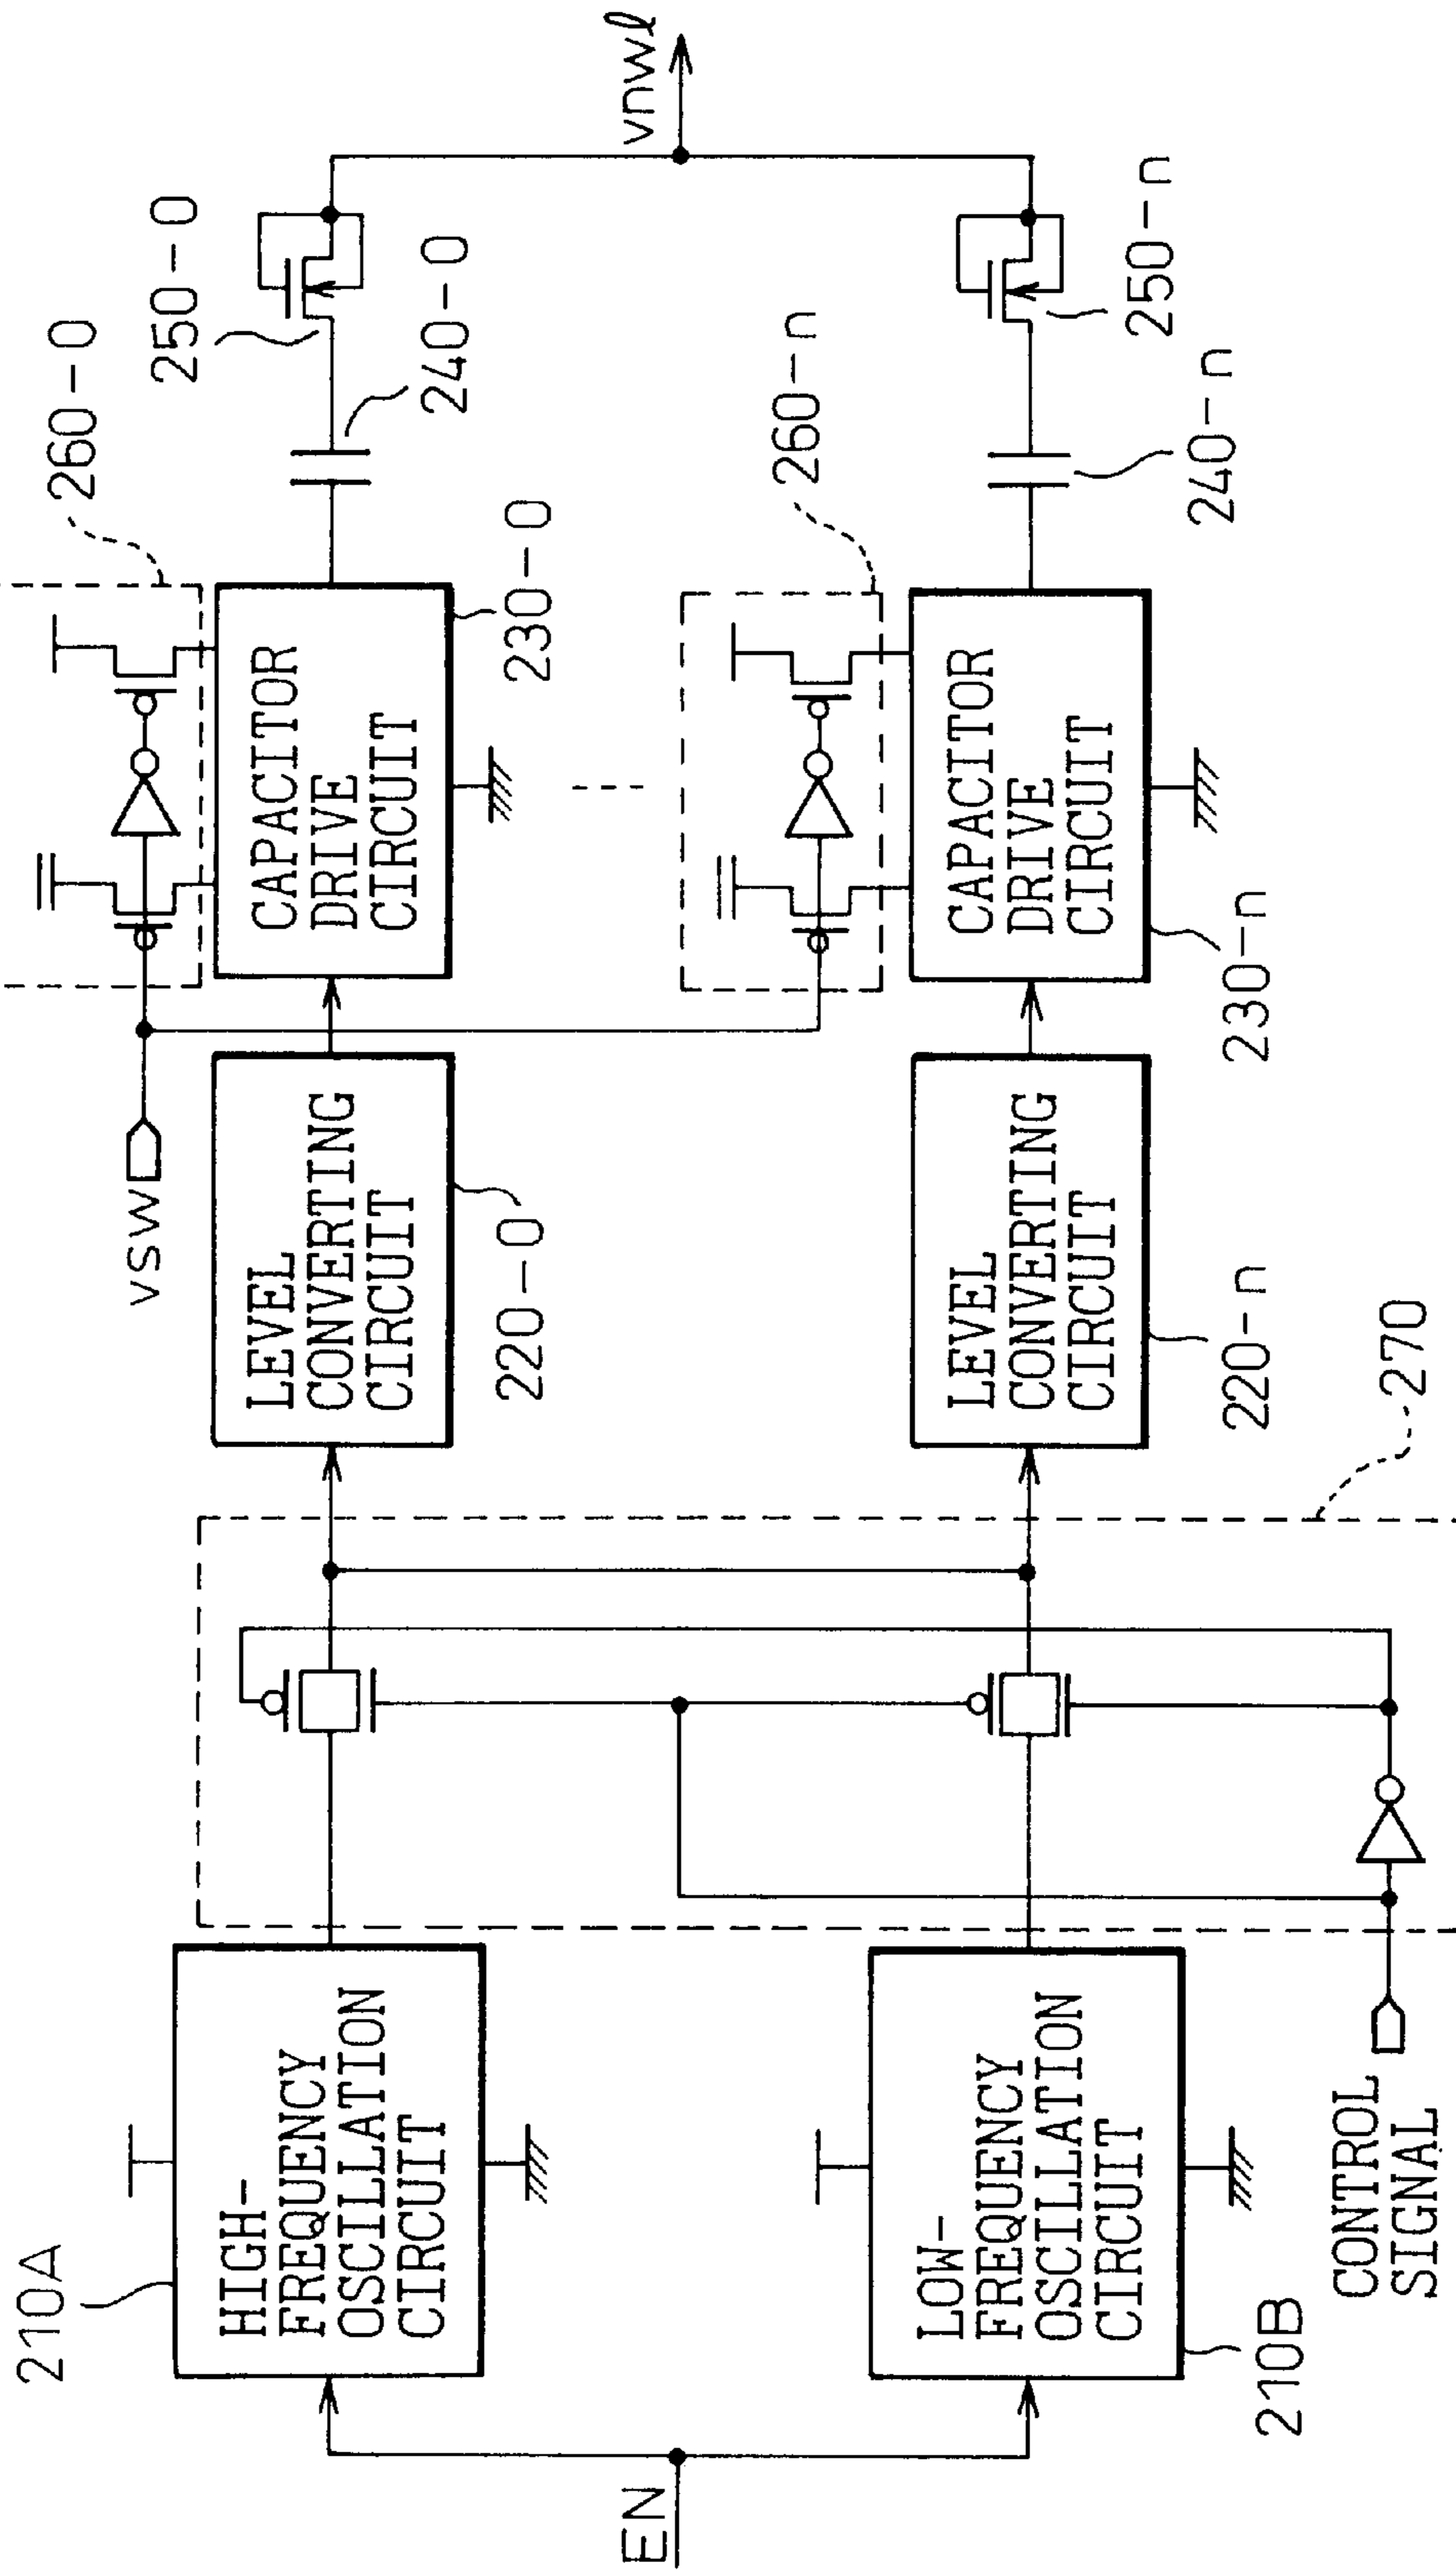 EN
210A
HIGH-
FREQUENCY
OSCILLATION
CIRCUIT
LOW-
FREQUENCY
OSCILLATION
CIRCUIT
210B
CONTROL
SIGNAL
270
vsw
LEVEL
CONVERTING
CIRCUIT
220-0
LEVEL
CONVERTING
CIRCUIT
220-n
260-0
CAPACITOR
DRIVE
CIRCUIT
230-0
260-n
CAPACITOR
DRIVE
CIRCUIT
230-n
250-0
240-0
250-n
240-n
vnwℓ